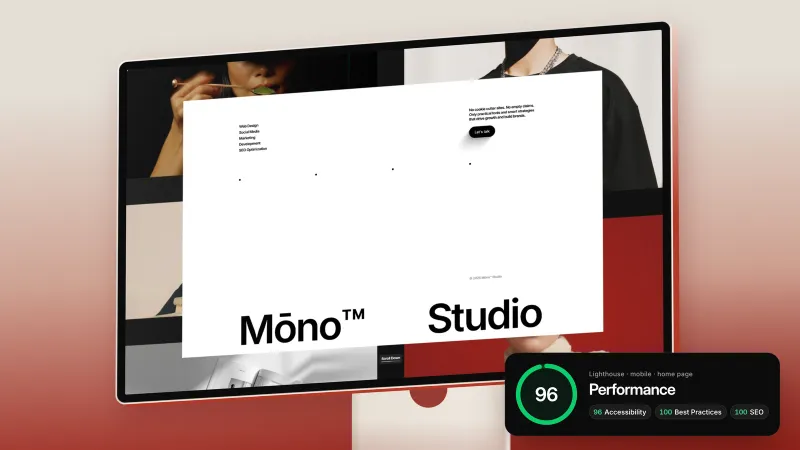 Web Design
Social Media
Marketing
Development
SEO Optimization
No cookie-cutter sites. No empty claims.
Only practical tools and smart strategies
that drive growth and build brands.
Let's talk
Mōno™ Studio
Scroll Down
Lighthouse · mobile · home page
96
Performance
96 Accessibility
100 Best Practices
100 SEO